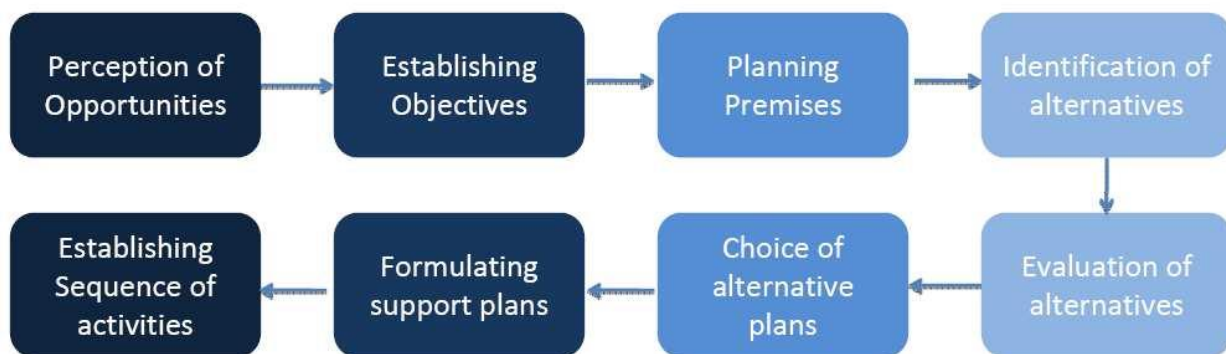 Perception of
Opportunities
Establishing
Objectives
Planning
Premises
Identification of
alternatives
Evaluation of
alternatives
Choice of
alternative
plans
Formulating
support plans
Establishing
Sequence of
activities